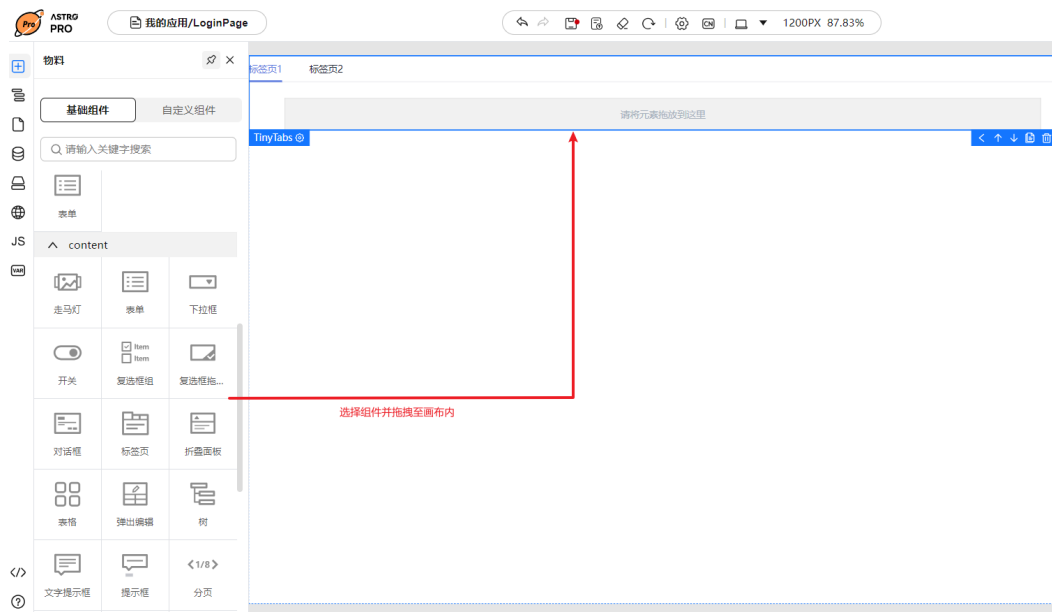 Pro ASTRO PRO
我的应用/LoginPage
CN
1200PX 87.83%
物料
基础组件 自定义组件
请输入关键字搜索
表单
content
走马灯 表单 下拉框
Item
Item
开关 复选框组 复选框拖...
对话框 标签页 折叠面板
表格 弹出编辑 树
<1/8>
文字提示框 提示框 分页
JS
VAR
</>
标签页1 标签页2
请将元素拖放到这里
TinyTabs
选择组件并拖拽至画布内